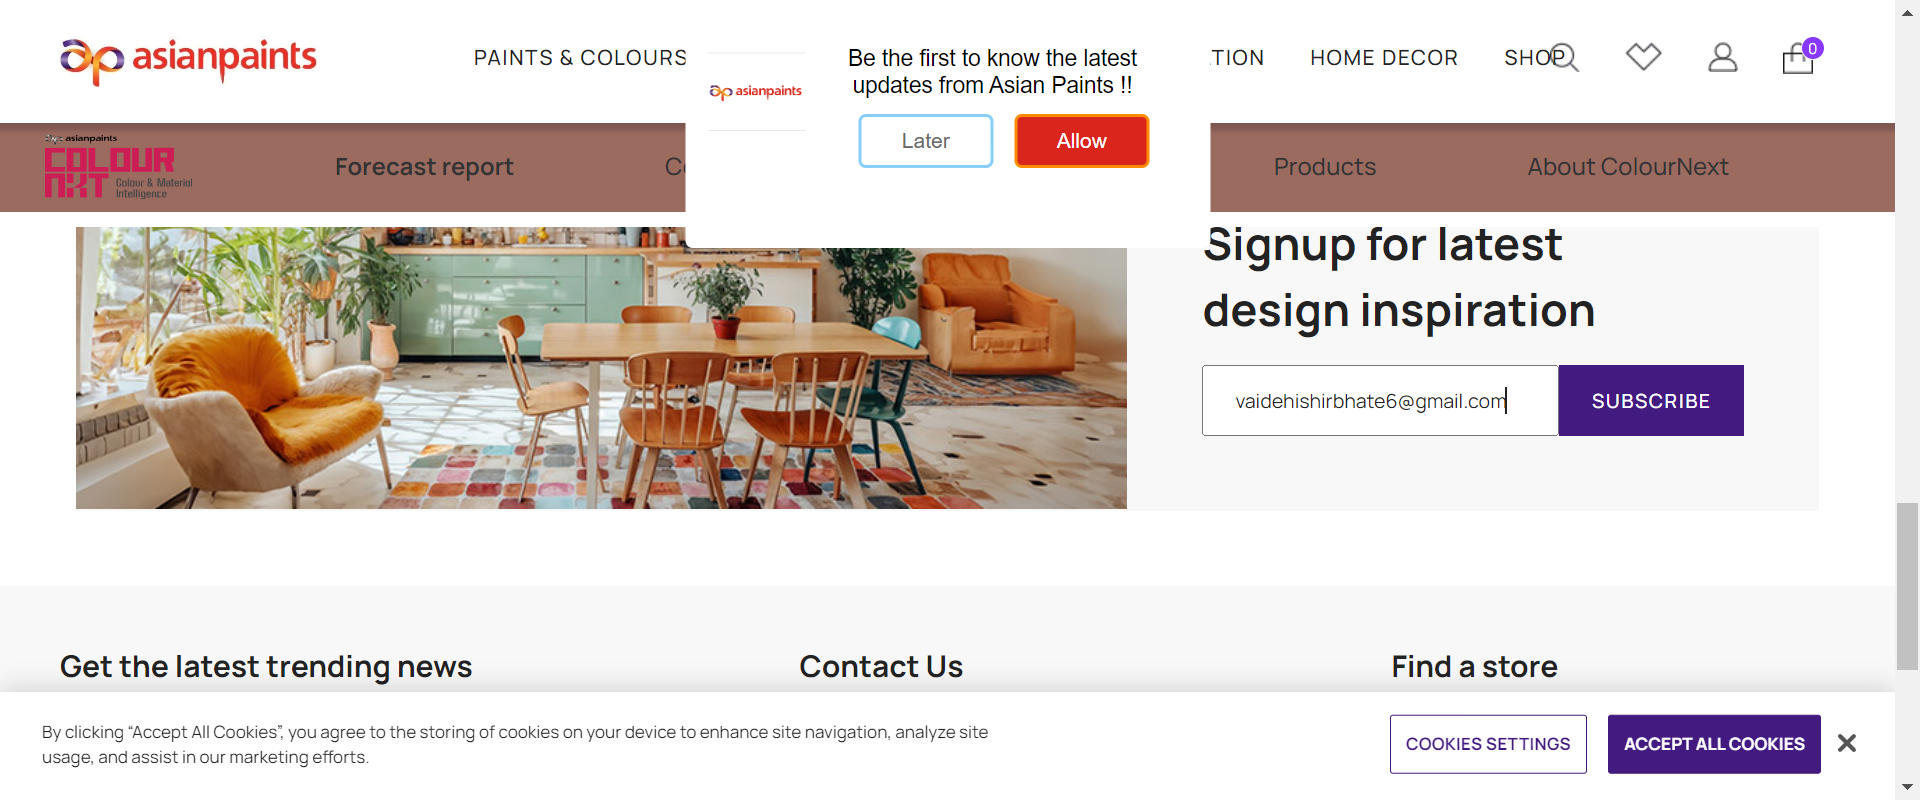 asianpaints
PAINTS & COLOURS
TION
HOME DECOR
SHOP
0
asianpaints
Be the first to know the latest
updates from Asian Paints !!
Later
Allow
asianpaints
COLOUR
NXT
Colour & Material
Intelligence
Forecast report
Co
Products
About ColourNext
Signup for latest
design inspiration
vaidehishirbhate6@gmail.com
SUBSCRIBE
Get the latest trending news
Contact Us
Find a store
By clicking “Accept All Cookies”, you agree to the storing of cookies on your device to enhance site navigation, analyze site
usage, and assist in our marketing efforts.
COOKIES SETTINGS
ACCEPT ALL COOKIES